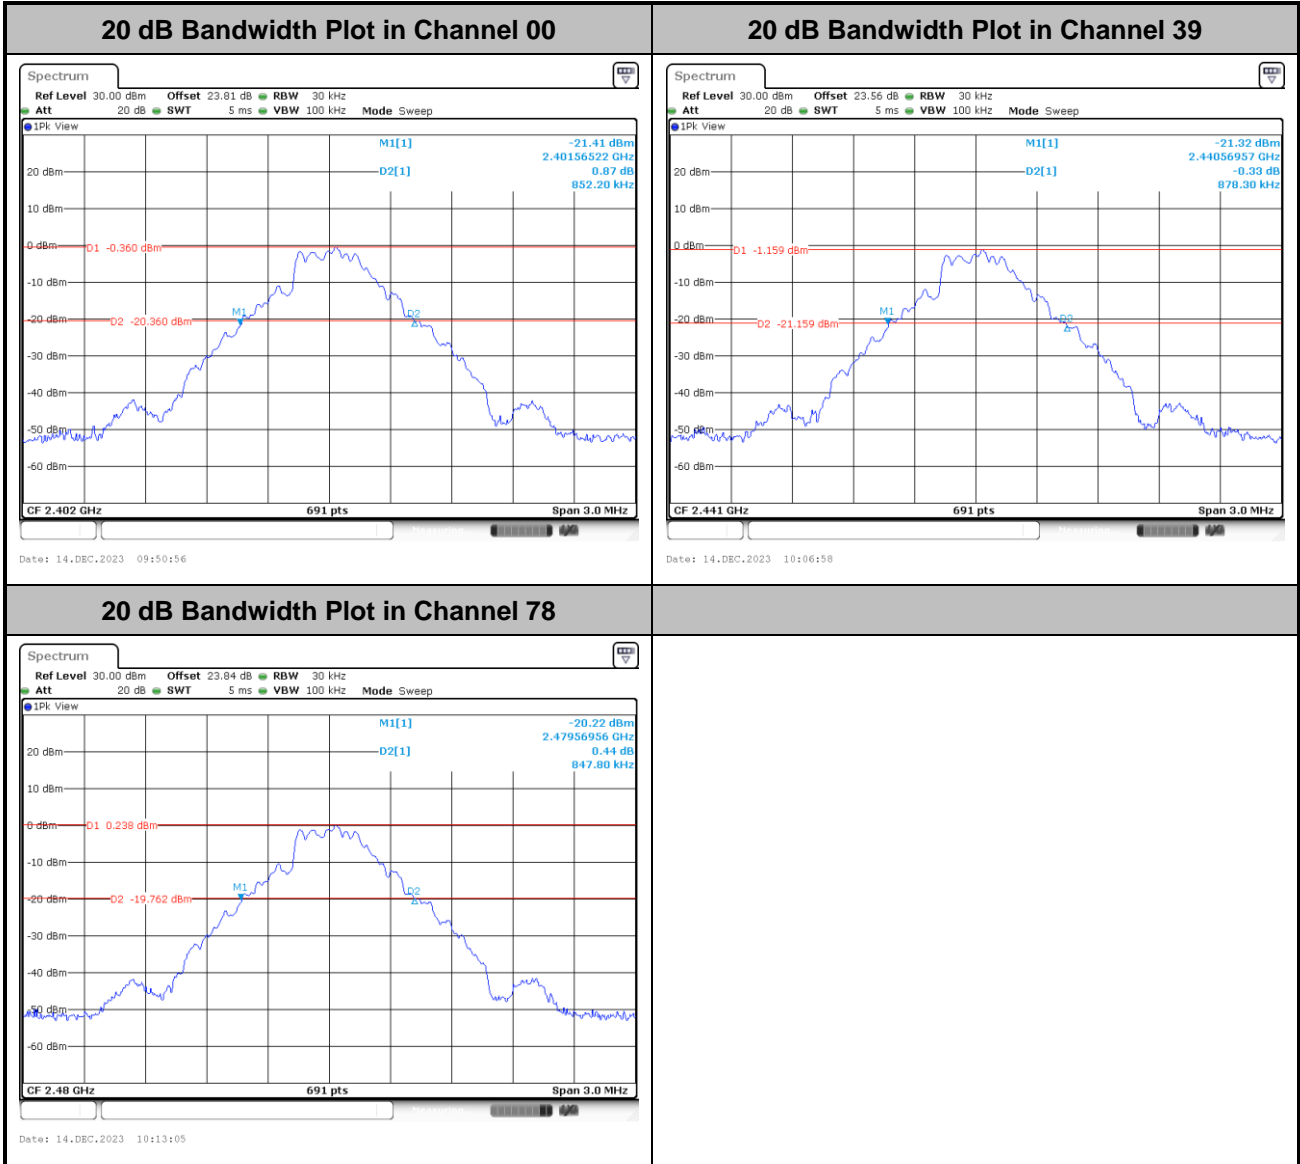 20 dB Bandwidth Plot in Channel 00
Spectrum
Ref Level 30.00 dBm Offset 23.81 dB RBW 30 kHz
Att 20 dB SWT 5 ms VBW 100 kHz Mode Sweep
1Pk View
M1[1] -21.41 dBm
2.40156522 GHz
D2[1] 0.87 dB
852.20 kHz
20 dBm
10 dBm
0 dBm
D1 -0.360 dBm
-10 dBm
M1
D2
-20 dBm
D2 -20.360 dBm
-30 dBm
-40 dBm
-50 dBm
-60 dBm
CF 2.402 GHz 691 pts Span 3.0 MHz
Date: 14.DEC.2023 09:50:56
20 dB Bandwidth Plot in Channel 39
Spectrum
Ref Level 30.00 dBm Offset 23.56 dB RBW 30 kHz
Att 20 dB SWT 5 ms VBW 100 kHz Mode Sweep
1Pk View
M1[1] -21.32 dBm
2.44056957 GHz
D2[1] -0.33 dB
878.30 kHz
20 dBm
10 dBm
0 dBm
D1 -1.159 dBm
-10 dBm
M1
D2
-20 dBm
D2 -21.159 dBm
-30 dBm
-40 dBm
-50 dBm
-60 dBm
CF 2.441 GHz 691 pts Span 3.0 MHz
Measuring...
Date: 14.DEC.2023 10:06:58
20 dB Bandwidth Plot in Channel 78
Spectrum
Ref Level 30.00 dBm Offset 23.84 dB RBW 30 kHz
Att 20 dB SWT 5 ms VBW 100 kHz Mode Sweep
1Pk View
M1[1] -20.22 dBm
2.47956956 GHz
D2[1] 0.44 dB
847.80 kHz
20 dBm
10 dBm
0 dBm
D1 0.238 dBm
-10 dBm
M1
D2
-20 dBm
D2 -19.762 dBm
-30 dBm
-40 dBm
-50 dBm
-60 dBm
CF 2.48 GHz 691 pts Span 3.0 MHz
Measuring...
Date: 14.DEC.2023 10:13:05